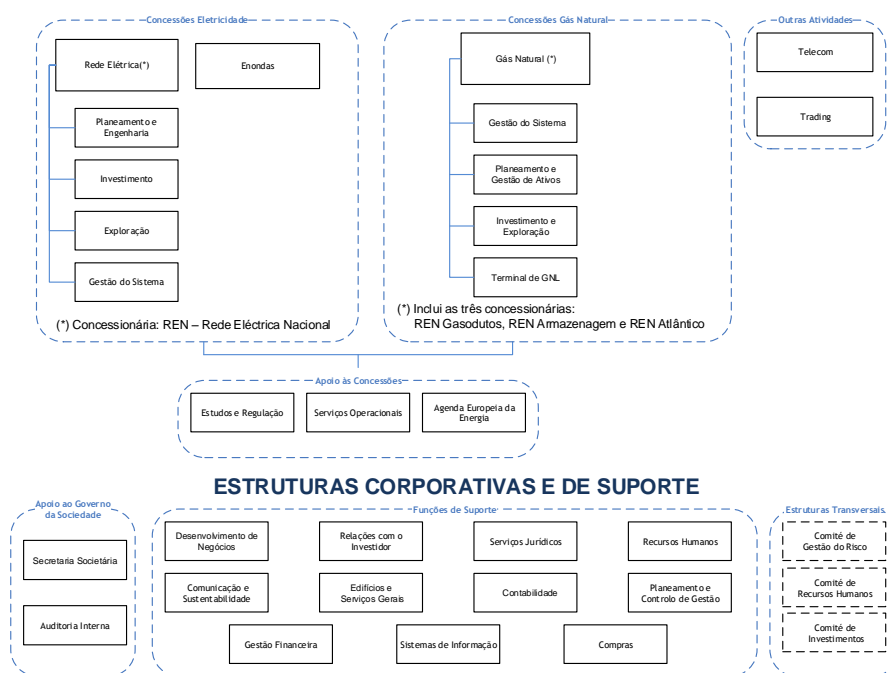 Concessões Eletricidade
Rede Elétrica(*)
Enondas
Planeamento e
Engenharia
Investimento
Exploração
Gestão do Sistema
(*) Concessionária: REN – Rede Eléctrica Nacional
Concessões Gás Natural
Gás Natural (*)
Gestão do Sistema
Planeamento e
Gestão de Ativos
Investimento e
Exploração
Terminal de GNL
(*) Inclui as três concessionárias:
REN Gasodutos, REN Armazenagem e REN Atlântico
Outras Atividades
Telecom
Trading
Apoio às Concessões
Estudos e Regulação
Serviços Operacionais
Agenda Europeia da
Energia
ESTRUTURAS CORPORATIVAS E DE SUPORTE
Apoio ao Governo
da Sociedade
Secretaria Societária
Auditoria Interna
Funções de Suporte
Desenvolvimento de
Negócios
Relações com o
Investidor
Serviços Jurídicos
Recursos Humanos
Comunicação e
Sustentabilidade
Edifícios e
Serviços Gerais
Contabilidade
Planeamento e
Controlo de Gestão
Gestão Financeira
Sistemas de Informação
Compras
Estruturas Transversais
Comité de
Gestão do Risco
Comité de
Recursos Humanos
Comité de
Investimentos